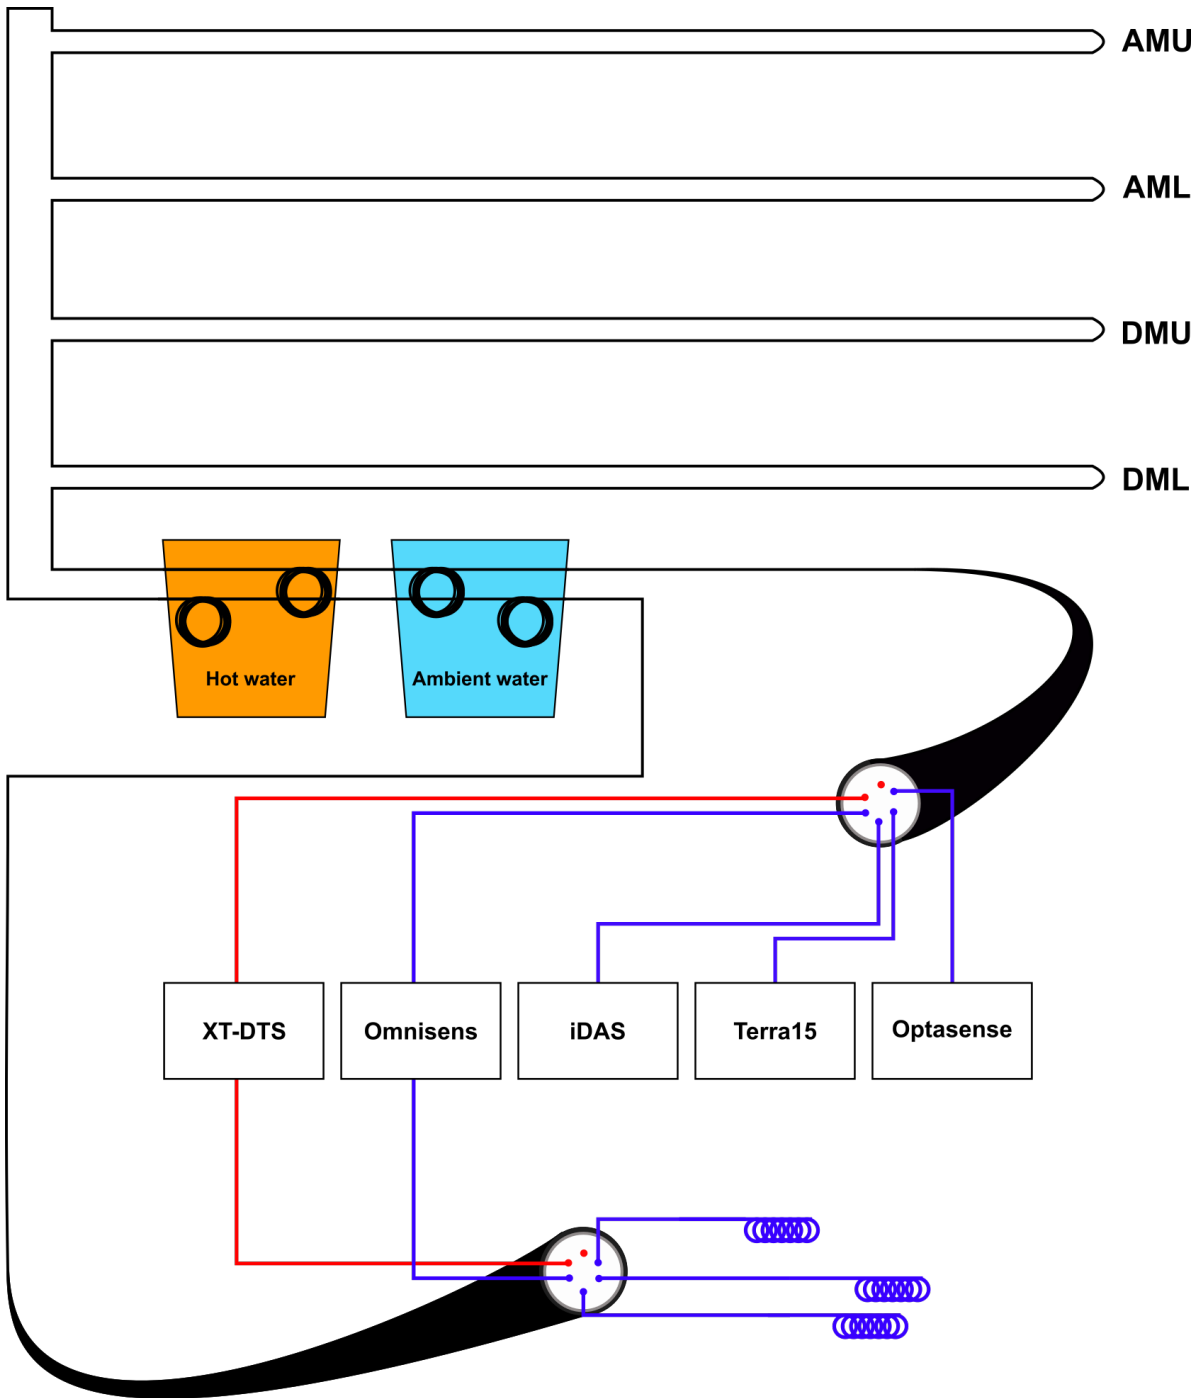 AMU
AML
DMU
DML
Hot water
Ambient water
XT-DTS
Omnisens
iDAS
Terra15
Optasense